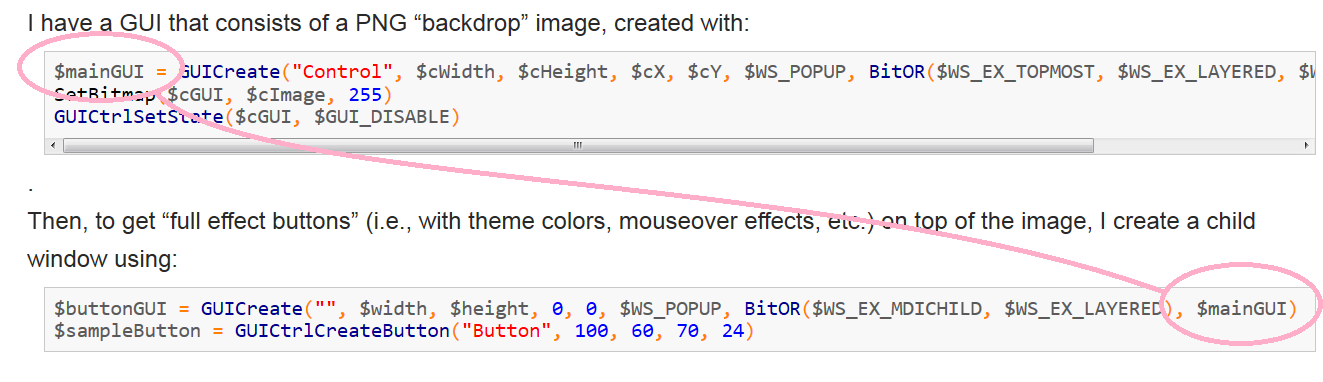 I have a GUI that consists of a PNG “backdrop” image, created with:
$mainGUI = GUICreate("Control", $cWidth, $cHeight, $cX, $cY, $WS_POPUP, BitOR($WS_EX_TOPMOST, $WS_EX_LAYERED, $W
SetBitmap($cGUI, $cImage, 255)
GUICtrlSetState($cGUI, $GUI_DISABLE)
.
Then, to get “full effect buttons” (i.e., with theme colors, mouseover effects, etc.) on top of the image, I create a child
window using:
$buttonGUI = GUICreate("", $width, $height, 0, 0, $WS_POPUP, BitOR($WS_EX_MDICHILD, $WS_EX_LAYERED), $mainGUI)
$sampleButton = GUICtrlCreateButton("Button", 100, 60, 70, 24)